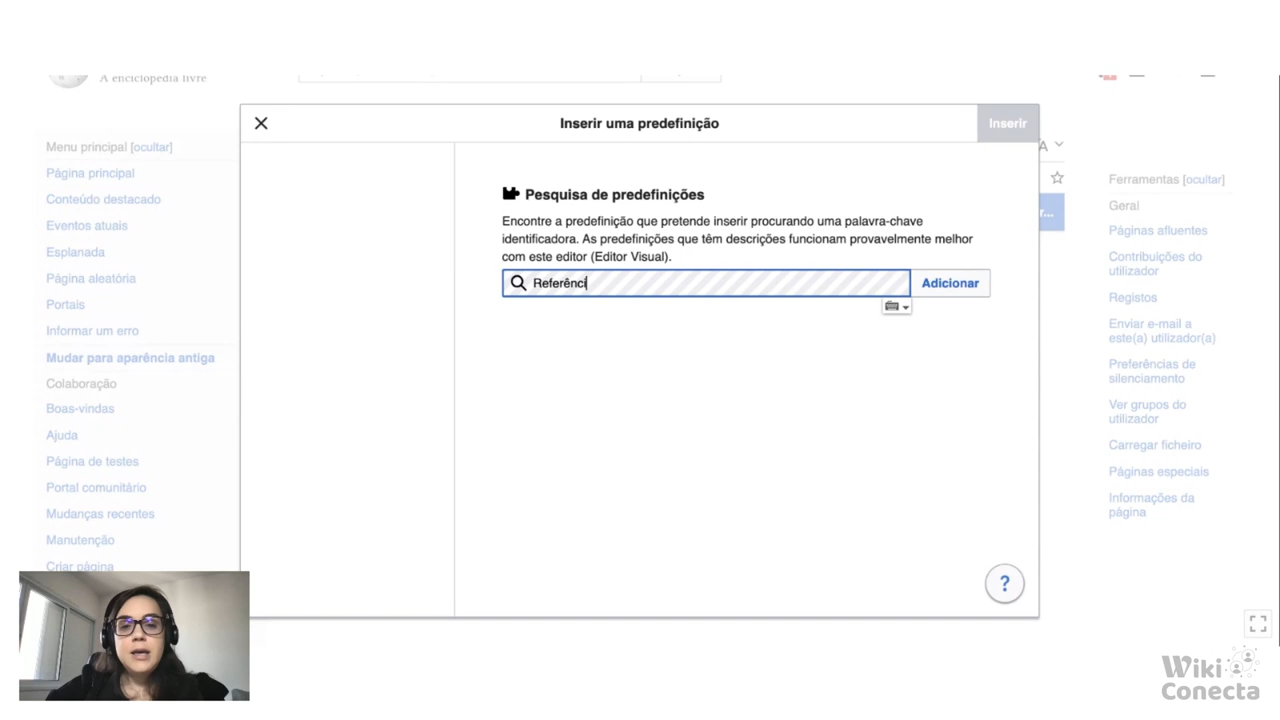 A enciclopédia livre
Menu principal [ocultar]
Página principal
Conteúdo destacado
Eventos atuais
Esplanada
Página aleatória
Portais
Informar um erro
Mudar para aparência antiga
Colaboração
Boas-vindas
Ajuda
Página de testes
Portal comunitário
Mudanças recentes
Manutenção
Criar página
Inserir uma predefinição
Inserir
Pesquisa de predefinições
Encontre a predefinição que pretende inserir procurando uma palavra-chave
identificadora. As predefinições que têm descrições funcionam provavelmente melhor
com este editor (Editor Visual).
Referênci
Adicionar
?
A
r...
Ferramentas [ocultar]
Geral
Páginas afluentes
Contribuições do
utilizador
Registos
Enviar e-mail a
este(a) utilizador(a)
Preferências de
silenciamento
Ver grupos do
utilizador
Carregar ficheiro
Páginas especiais
Informações da
página
Wiki
Conecta